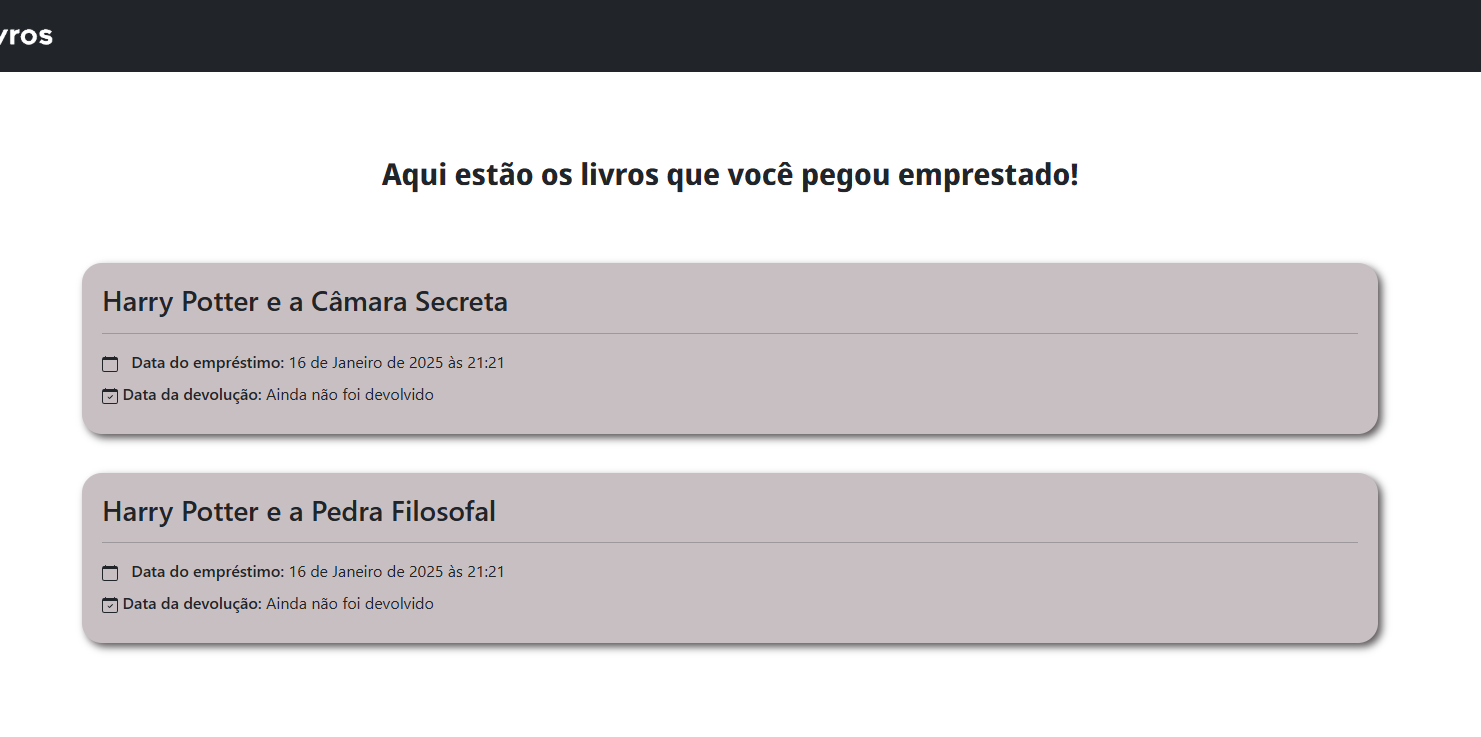 Aqui estão os livros que você pegou emprestado!
Harry Potter e a Câmara Secreta
Data do empréstimo: 16 de Janeiro de 2025 às 21:21
Data da devolução: Ainda não foi devolvido
Harry Potter e a Pedra Filosofal
Data do empréstimo: 16 de Janeiro de 2025 às 21:21
Data da devolução: Ainda não foi devolvido